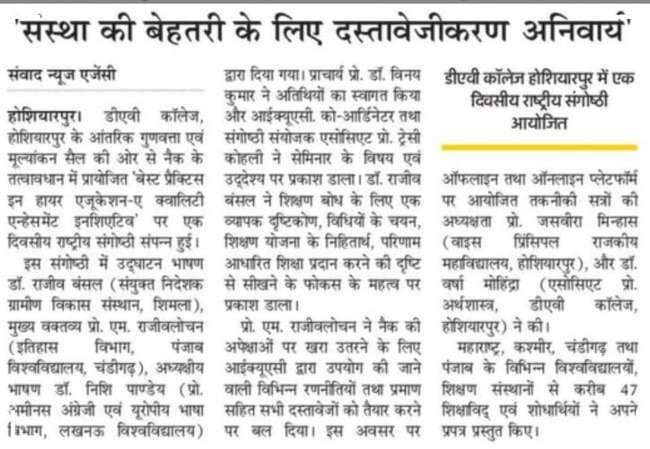 'संस्था की बेहतरी के लिए दस्तावेजीकरण अनिवार्य'
संवाद न्यूज एजेंसी
होशियारपुर। डीएवी कॉलेज,
होशियारपुर के आंतरिक गुणवत्ता एवं
मूल्यांकन सैल की ओर से नैक के
तत्वावधान में प्रायोजित 'बेस्ट प्रैक्टिस
इन हायर एजूकेशन-ए क्वालिटी
एन्हेसमेंट इनशिएटिव' पर एक
दिवसीय राष्ट्रीय संगोष्ठी संपन्न हुई।
इस संगोष्ठी में उद्घाटन भाषण
डॉ. राजीव बंसल (संयुक्त निदेशक
ग्रामीण विकास संस्थान, शिमला),
मुख्य वक्तव्य प्रो. एम. राजीवलोचन
(इतिहास विभाग, पंजाब
विश्वविद्यालय, चंडीगढ़), अध्यक्षीय
भाषण डॉ. निशि पाण्डेय (प्रो.
अमीनस अंग्रेजी एवं यूरोपीय भाषा
विभाग, लखनऊ विश्वविद्यालय)
द्वारा दिया गया। प्राचार्य प्रो. डॉ. विनय
कुमार ने अतिथियों का स्वागत किया
और आईक्यूएसी. को-आर्डिनेटर तथा
संगोष्ठी संयोजक एसोसिएट प्रो. ट्रेसी
कोहली ने सेमिनार के विषय एवं
उद्देश्य पर प्रकाश डाला। डॉ. राजीव
बंसल ने शिक्षण बोध के लिए एक
व्यापक दृष्टिकोण, विधियों के चयन,
शिक्षण योजना के निहितार्थ, परिणाम
आधारित शिक्षा प्रदान करने की दृष्टि
से सीखने के फोकस के महत्व पर
प्रकाश डाला।
प्रो. एम. राजीवलोचन ने नैक की
अपेक्षाओं पर खरा उतरने के लिए
आईक्यूएसी द्वारा उपयोग की जाने
वाली विभिन्न रणनीतियों तथा प्रमाण
सहित सभी दस्तावेजों को तैयार करने
पर बल दिया। इस अवसर पर
डीएवी कॉलेज होशियारपुर में एक
दिवसीय राष्ट्रीय संगोष्ठी
आयोजित
ऑफलाइन तथा ऑनलाइन प्लेटफॉर्म
पर आयोजित तकनीकी सत्रों की
अध्यक्षता प्रो. जसवीरा मिन्हास
(वाइस प्रिंसिपल राजकीय
महाविद्यालय, होशियारपुर), और डॉ.
वर्षा मोहिंद्रा (एसोसिएट प्रो.
अर्थशास्त्र, डीएवी कॉलेज,
होशियारपुर) ने की।
महाराष्ट्र, कश्मीर, चंडीगढ़ तथा
पंजाब के विभिन्न विश्वविद्यालयों,
शिक्षण संस्थानों से करीब 47
शिक्षाविद् एवं शोधार्थियों ने अपने
प्रपत्र प्रस्तुत किए।